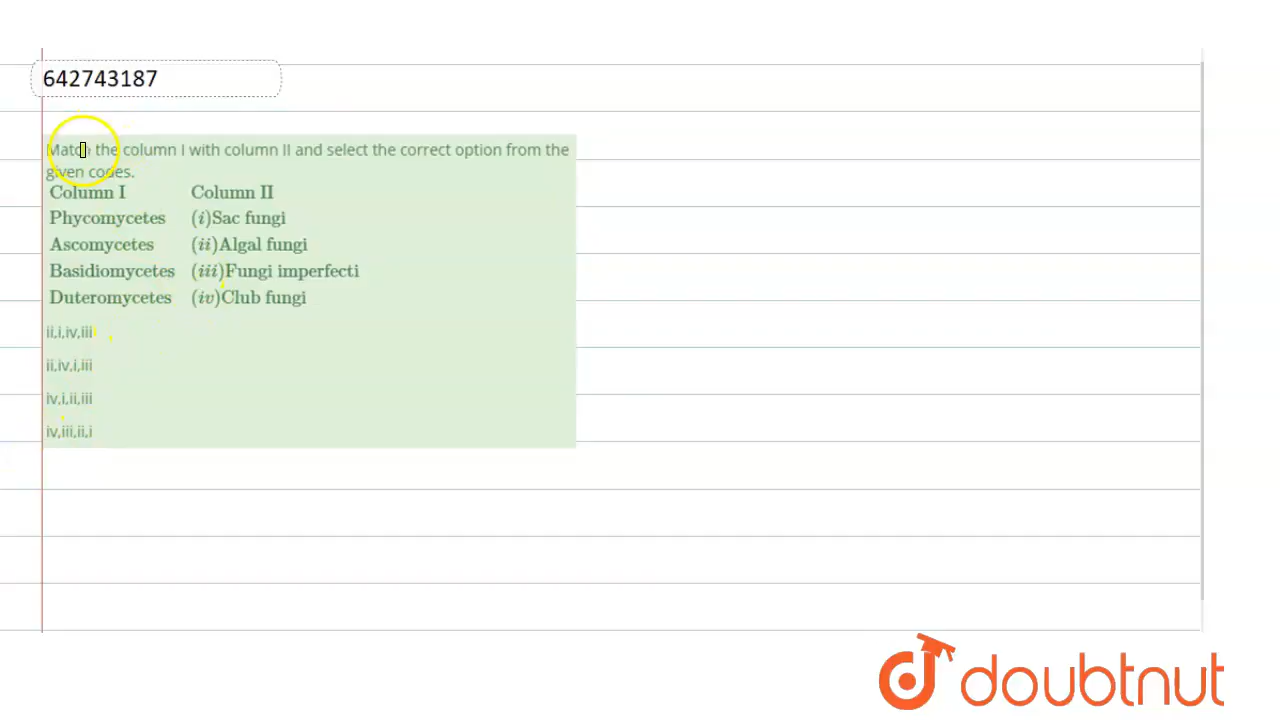 642743187
Match the column I with column II and select the correct option from the
given codes.
Column I Column II
Phycomycetes (i)Sac fungi
Ascomycetes (ii)Algal fungi
Basidiomycetes (iii)Fungi imperfecti
Duteromycetes (iv)Club fungi
ii,i,iv,iii
ii,iv,i,iii
iv,i,ii,iii
iv,iii,ii,i
doubtnut